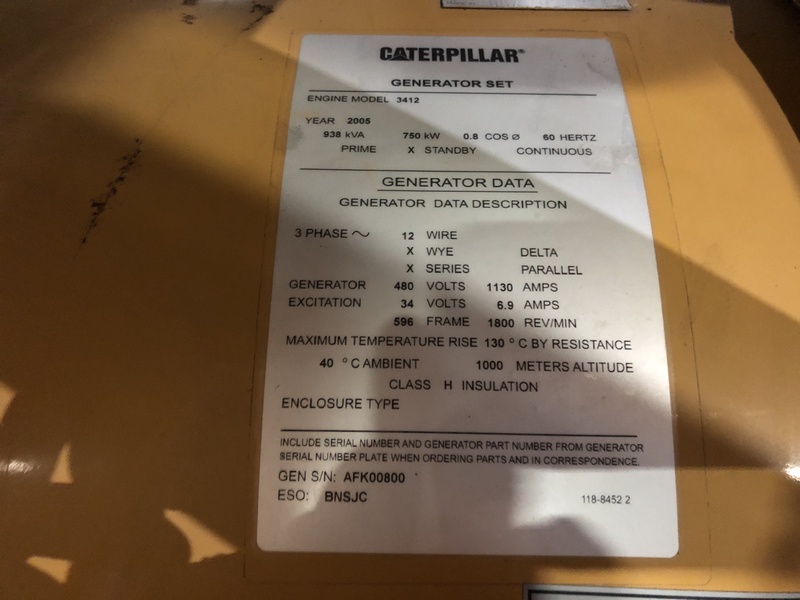 CATERPILLAR®
GENERATOR SET
ENGINE MODEL 3412
YEAR 2005
938 kVA 750 kW 0.8 COS Ø 60 HERTZ
PRIME X STANDBY CONTINUOUS
GENERATOR DATA
GENERATOR DATA DESCRIPTION
3 PHASE ~ 12 WIRE
X WYE DELTA
X SERIES PARALLEL
GENERATOR 480 VOLTS 1130 AMPS
EXCITATION 34 VOLTS 6.9 AMPS
596 FRAME 1800 REV/MIN
MAXIMUM TEMPERATURE RISE 130 °C BY RESISTANCE
40 °C AMBIENT 1000 METERS ALTITUDE
CLASS H INSULATION
ENCLOSURE TYPE
INCLUDE SERIAL NUMBER AND GENERATOR PART NUMBER FROM GENERATOR
SERIAL NUMBER PLATE WHEN ORDERING PARTS AND IN CORRESPONDENCE.
GEN S/N: AFK00800
ESO: BNSJC 118-8452 2